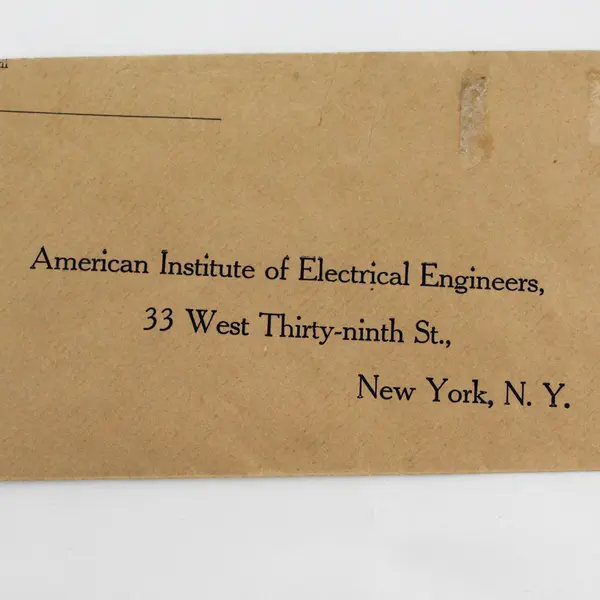 American Institute of Electrical Engineers,
33 West Thirty-ninth St.,
New York, N. Y.